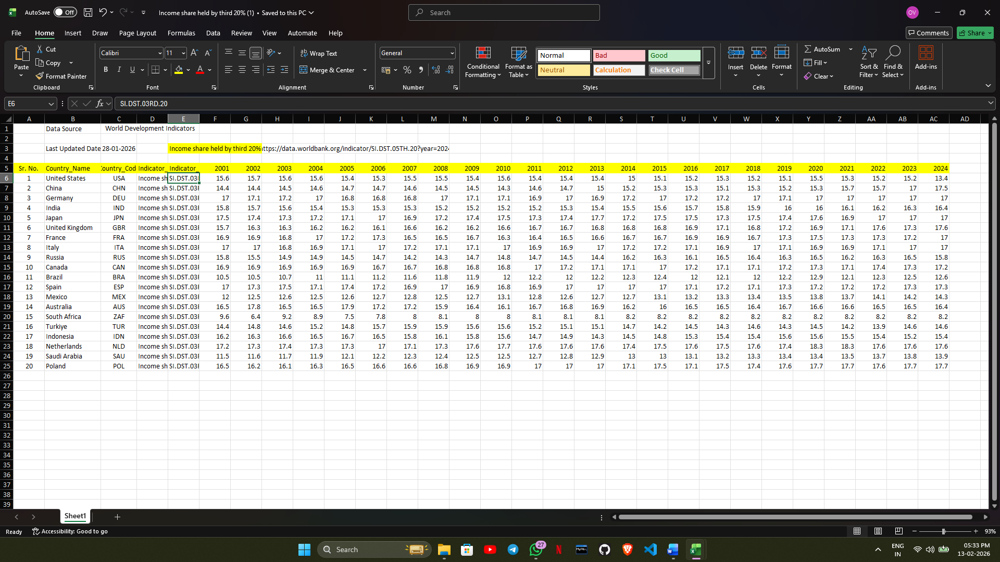 AutoSave Off Income share held by third 20% (1) • Saved to this PC Search OV
File Home Insert Draw Page Layout Formulas Data Review View Automate Help Comments Share
Paste Cut Copy Format Painter Clipboard
Calibri 11 B I U Font
Wrap Text Merge & Center Alignment
General Number
Conditional Formatting Format as Table Normal Bad Good Neutral Calculation Check Cell Styles
Insert Delete Format Cells
AutoSum Fill Clear Sort & Filter Find & Select Editing
Add-ins Add-ins
E6 fx SI.DST.03RD.20
A B C D E F G H I J K L M N O P Q R S T U V W X Y Z AA AB AC AD
1 Data Source World Development Indicators
2
3 Last Updated Date 28-01-2026 Income share held by third 20% ttps://data.worldbank.org/indicator/SI.DST.05TH.20?year=2024
4
5 Sr. No. Country_Name Country_Cod Indicator_ Indicator_ 2001 2002 2003 2004 2005 2006 2007 2008 2009 2010 2011 2012 2013 2014 2015 2016 2017 2018 2019 2020 2021 2022 2023 2024
6 1 United States USA Income sh SI.DST.03 15.6 15.7 15.6 15.6 15.4 15.3 15.5 15.5 15.4 15.6 15.4 15.4 15.4 15 15.1 15.2 15.3 15.2 15.1 15.5 15.3 15.2 15.2 13.4
7 2 China CHN Income sh SI.DST.03 14.4 14.4 14.5 14.6 14.7 14.7 14.6 14.5 14.5 14.3 14.6 14.7 15 15.2 15.3 15.3 15.1 15.3 15.2 15.3 15.7 15.7 17 17.5
8 3 Germany DEU Income sh SI.DST.03 17 17.1 17.2 17 16.8 16.8 16.8 17 17.1 17.1 16.9 17 16.9 17.2 17 17.2 17.2 17 17.1 17 17 17 17 17
9 4 India IND Income sh SI.DST.03 15.8 15.7 15.6 15.4 15.3 15.3 15.3 15.2 15.2 15.2 15.2 15.3 15.4 15.5 15.6 15.7 15.8 15.9 16 16 16.1 16.2 16.3 16.4
10 5 Japan JPN Income sh SI.DST.03 17.5 17.4 17.3 17.2 17.1 17 16.9 17.2 17.4 17.5 17.3 17.4 17.7 17.2 17.5 17.5 17.3 17.5 17.4 17.6 16.9 17 17 17
11 6 United Kingdom GBR Income sh SI.DST.03 15.7 16.3 16.3 16.2 16.2 16.1 16.6 16.2 16.2 16.6 16.7 16.7 16.8 16.8 16.8 16.9 17.1 16.8 17.2 16.9 17.1 17.6 17.3 17.6
12 7 France FRA Income sh SI.DST.03 16.9 16.9 16.8 17 17.2 17.3 16.5 16.5 16.7 16.3 16.4 16.5 16.6 16.7 16.7 16.9 16.9 16.7 17.3 17.5 17.3 17.3 17.2 17
13 8 Italy ITA Income sh SI.DST.03 17 17 16.8 16.9 17.1 17 17.2 17.1 17.1 17 16.9 16.9 17 17.2 17.2 17.1 16.9 17 17.1 16.9 16.9 17.1 17 17
14 9 Russia RUS Income sh SI.DST.03 15.8 15.5 14.9 14.9 14.5 14.7 14.2 14.3 14.7 14.8 14.7 14.5 14.4 16.2 16.3 16.1 16.5 16.4 16.3 16.5 16.2 16.3 16.5 15.8
15 10 Canada CAN Income sh SI.DST.03 16.9 16.9 16.9 16.9 16.9 16.7 16.7 16.8 16.8 16.8 17 17.2 17.1 17.1 17 17.2 17.1 17.1 17.2 17.3 17.1 17.4 17.3 17.2
16 11 Brazil BRA Income sh SI.DST.03 10.5 10.5 10.7 11 11.1 11.2 11.6 11.8 11.9 12 12.2 12 12.2 12.3 12.4 12 12.1 12 12.2 12.9 12.1 12.3 12.5 12.6
17 12 Spain ESP Income sh SI.DST.03 17 17.3 17.5 17.1 17.4 17.2 16.9 17 16.9 16.8 16.9 17 17 17 17 17.1 17.2 17.1 17.3 17.2 17.2 17.2 17.3 17.3
18 13 Mexico MEX Income sh SI.DST.03 12 12.5 12.6 12.5 12.6 12.7 12.8 12.5 12.7 13.1 12.8 12.6 12.7 12.7 13.1 13.2 13.3 13.4 13.5 13.8 13.7 14.1 14.2 14.3
19 14 Australia AUS Income sh SI.DST.03 16.5 17.8 16.5 16.5 17.9 17.2 17.2 15.9 16.4 16.1 16.7 16.8 16.9 16.2 16 16.5 16.5 16.4 16.7 16.6 16.6 16.5 16.5 16.4
20 15 South Africa ZAF Income sh SI.DST.03 9.6 6.4 9.2 8.9 7.5 7.8 8 8.1 8 8 8.1 8.1 8.1 8.2 8.2 8.2 8.2 8.2 8.2 8.2 8.2 8.2 8.2 8.2
21 16 Turkiye TUR Income sh SI.DST.03 14.4 14.8 14.6 15.2 14.8 15.7 15.9 15.9 15.6 15.6 15.2 15.1 15.1 14.7 14.2 14.5 14.3 14.6 14.3 14.5 14.2 13.9 14.6 14.6
22 17 Indonesia IDN Income sh SI.DST.03 16.2 16.3 16.6 16.5 16.7 16.5 15.8 16.1 15.8 15.6 14.7 14.9 14.3 14.5 14.8 15.3 15.4 15.4 15.6 15.6 15.5 15.4 15.2 15.4
23 18 Netherlands NLD Income sh SI.DST.03 17.2 17.3 17.4 17.3 17.3 17 17.1 17.3 17.6 17.7 17.6 17.6 17.6 17.4 17.5 17.6 17.5 17.6 17.4 18.3 18.3 17.6 17.6 17.6
24 19 Saudi Arabia SAU Income sh SI.DST.03 11.5 11.6 11.7 11.9 12.1 12.2 12.3 12.4 12.5 12.5 12.7 12.8 12.9 13 13 13.1 13.2 13.3 13.4 13.4 13.5 13.7 13.8 13.9
25 20 Poland POL Income sh SI.DST.03 16.5 16.2 16.1 16.3 16.5 16.6 16.6 16.8 16.9 16.9 17 17 17 17.1 17.5 17.1 17.5 17.4 17.6 17.7 17.7 17.6 17.7 17.7
26
27
28
29
30
31
32
33
34
35
36
37
38
39
Sheet1
Ready Accessibility: Good to go 93%
Search 27 N MySQL ENG IN 05:33 PM 13-02-2026